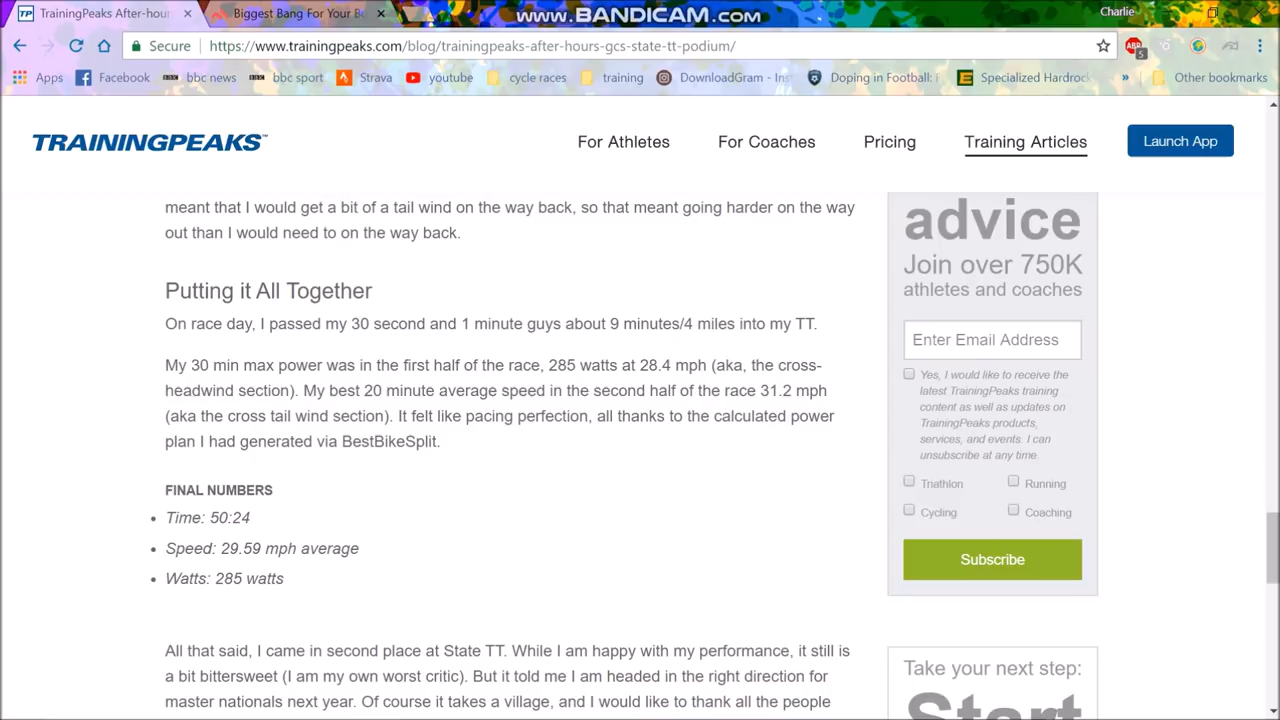 TrainingPeaks After-hour
Biggest Bang For Your B
www.BANDICAM.com
Charlie
Secure
https://www.trainingpeaks.com/blog/trainingpeaks-after-hours-gcs-state-tt-podium/
ABP
5
Apps
Facebook
bbc news
bbc sport
Strava
youtube
cycle races
training
DownloadGram - Ins
Doping in Football: F
Specialized Hardrock
»
Other bookmarks
TRAININGPEAKS™
For Athletes
For Coaches
Pricing
Training Articles
Launch App
meant that I would get a bit of a tail wind on the way back, so that meant going harder on the way
out than I would need to on the way back.
Putting it All Together
On race day, I passed my 30 second and 1 minute guys about 9 minutes/4 miles into my TT.
My 30 min max power was in the first half of the race, 285 watts at 28.4 mph (aka, the cross-
headwind section). My best 20 minute average speed in the second half of the race 31.2 mph
(aka the cross tail wind section). It felt like pacing perfection, all thanks to the calculated power
plan I had generated via BestBikeSplit.
FINAL NUMBERS
• Time: 50:24
• Speed: 29.59 mph average
• Watts: 285 watts
All that said, I came in second place at State TT. While I am happy with my performance, it still is
a bit bittersweet (I am my own worst critic). But it told me I am headed in the right direction for
master nationals next year. Of course it takes a village, and I would like to thank all the people
advice
Join over 750K
athletes and coaches
Enter Email Address
Yes, I would like to receive the
latest TrainingPeaks training
content as well as updates on
TrainingPeaks products,
services, and events. I can
unsubscribe at any time.
Triathlon
Running
Cycling
Coaching
Subscribe
Take your next step:
Start